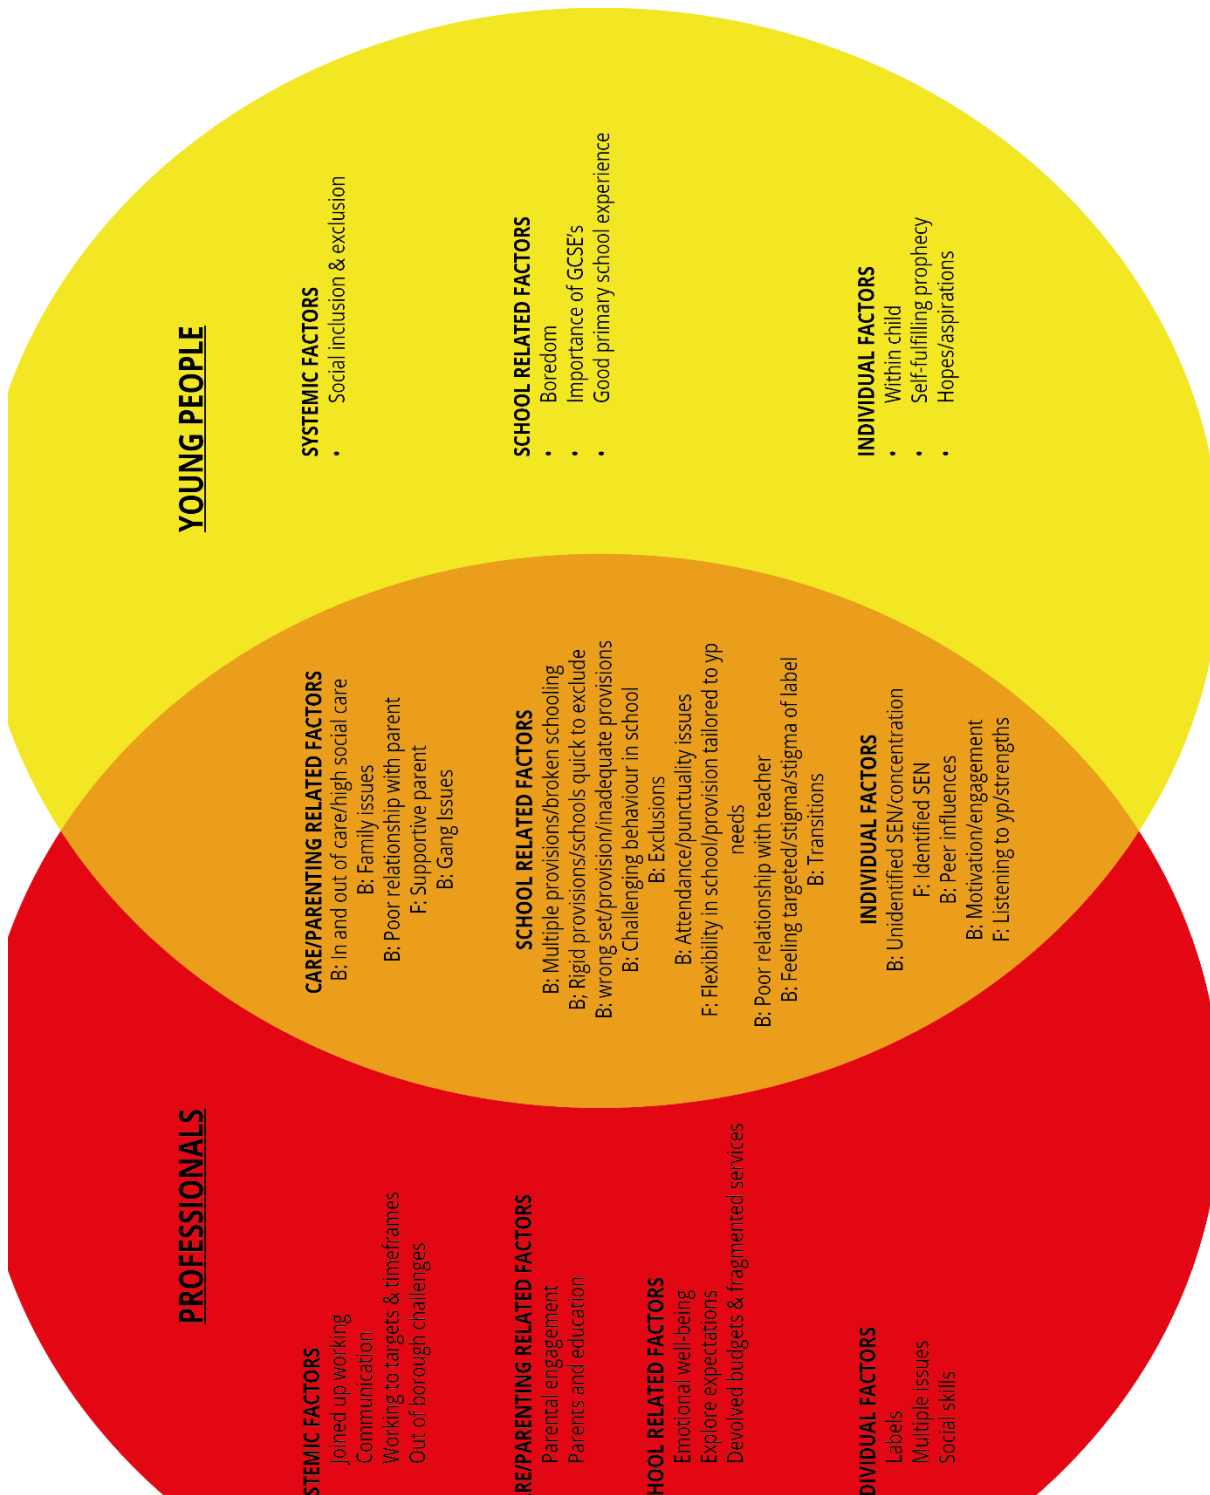 PROFESSIONALS
STEMIC FACTORS
Joined up working
Communication
Working to targets & timeframes
Out of borough challenges
RE/PARENTING RELATED FACTORS
Parental engagement
Parents and education
HOOL RELATED FACTORS
Emotional well-being
Explore expectations
Devolved budgets & fragmented services
DIVIDUAL FACTORS
Labels
Multiple issues
Social skills
CARE/PARENTING RELATED FACTORS
B: In and out of care/high social care
B: Family issues
B: Poor relationship with parent
F: Supportive parent
B: Gang Issues
SCHOOL RELATED FACTORS
B: Multiple provisions/broken schooling
B; Rigid provisions/schools quick to exclude
B: wrong set/provision/inadequate provisions
B: Challenging behaviour in school
B: Exclusions
B: Attendance/punctuality issues
F: Flexibility in school/provision tailored to yp
needs
B: Poor relationship with teacher
B: Feeling targeted/stigma/stigma of label
B: Transitions
INDIVIDUAL FACTORS
B: Unidentified SEN/concentration
F: Identified SEN
B: Peer influences
B: Motivation/engagement
F: Listening to yp/strengths
YOUNG PEOPLE
SYSTEMIC FACTORS
• Social inclusion & exclusion
SCHOOL RELATED FACTORS
• Boredom
• Importance of GCSE's
• Good primary school experience
INDIVIDUAL FACTORS
• Within child
• Self-fulfilling prophecy
• Hopes/aspirations